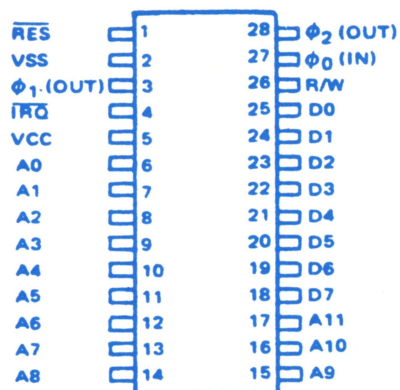 R̅E̅S̅ 1 28 ϕ2 (OUT)
VSS 2 27 ϕ0 (IN)
ϕ1.(OUT) 3 26 R/W
I̅R̅Q̅ 4 25 D0
VCC 5 24 D1
A0 6 23 D2
A1 7 22 D3
A2 8 21 D4
A3 9 20 D5
A4 10 19 D6
A5 11 18 D7
A6 12 17 A11
A7 13 16 A10
A8 14 15 A9